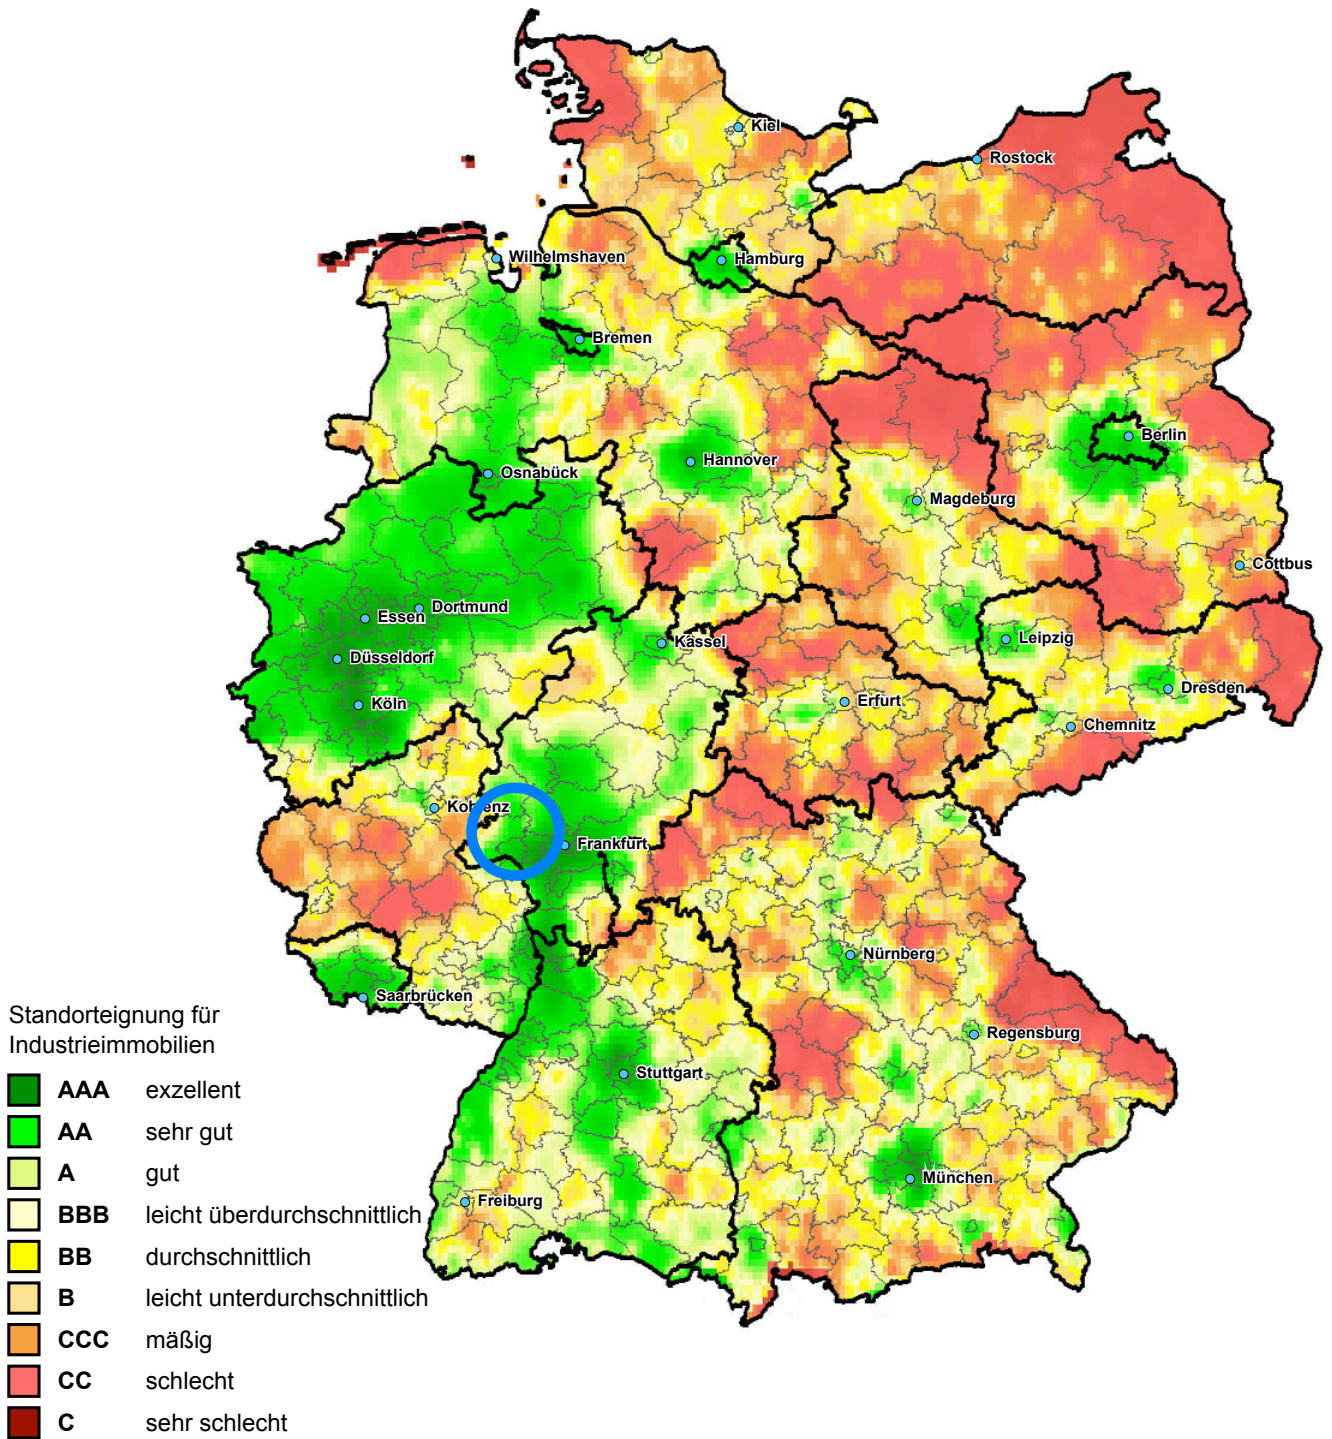 Kiel
Rostock
Wilhelmshaven
Hamburg
Bremen
Berlin
Hannover
Osnabück
Magdeburg
Cottbus
Dortmund
Essen
Leipzig
Kassel
Düsseldorf
Dresden
Köln
Erfurt
Chemnitz
Koblenz
Frankfurt
Nürnberg
Saarbrücken
Regensburg
Stuttgart
München
Freiburg
Standorteignung für
Industrieimmobilien
AAA exzellent
AA sehr gut
A gut
BBB leicht überdurchschnittlich
BB durchschnittlich
B leicht unterdurchschnittlich
CCC mäßig
CC schlecht
C sehr schlecht